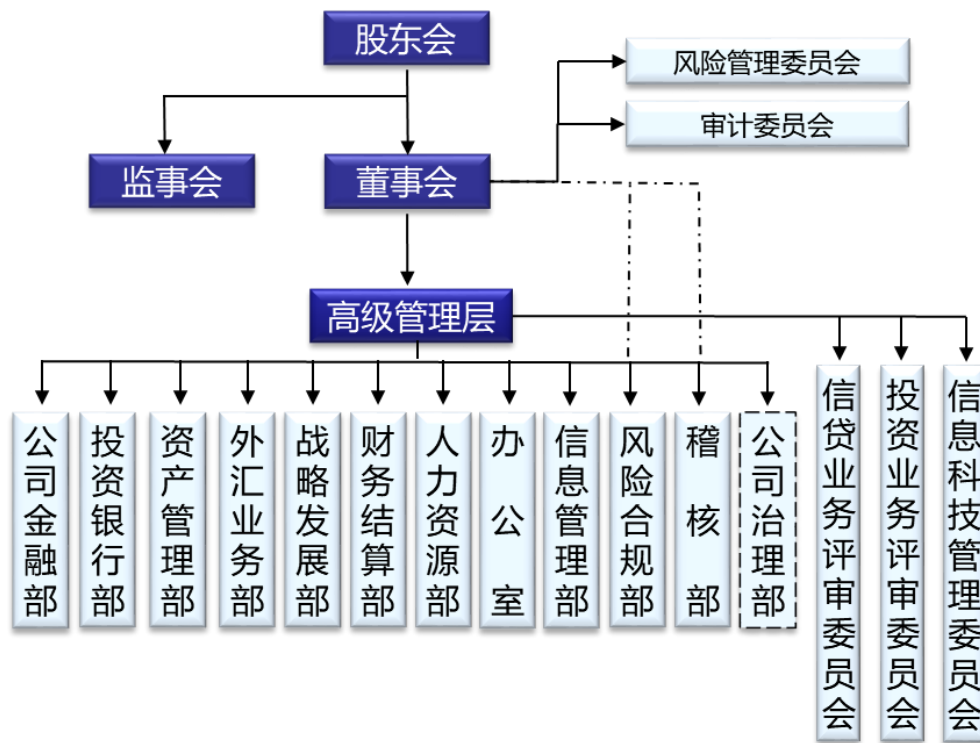 股东会
风险管理委员会
审计委员会
监事会
董事会
高级管理层
公司金融部
投资银行部
资产管理部
外汇业务部
战略发展部
财务结算部
人力资源部
办公室
信息管理部
风险合规部
稽核部
公司治理部
信贷业务评审委员会
投资业务评审委员会
信息科技管理委员会